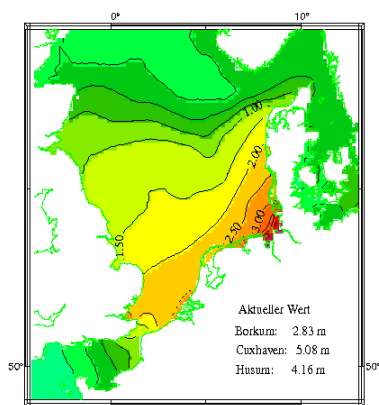 0° 10°
1.00
2.00
1.50
2.50
3.00
Aktueller Wert
Borkum: 2.83 m
Cuxhaven: 5.08 m
Husum: 4.16 m
50° 50°